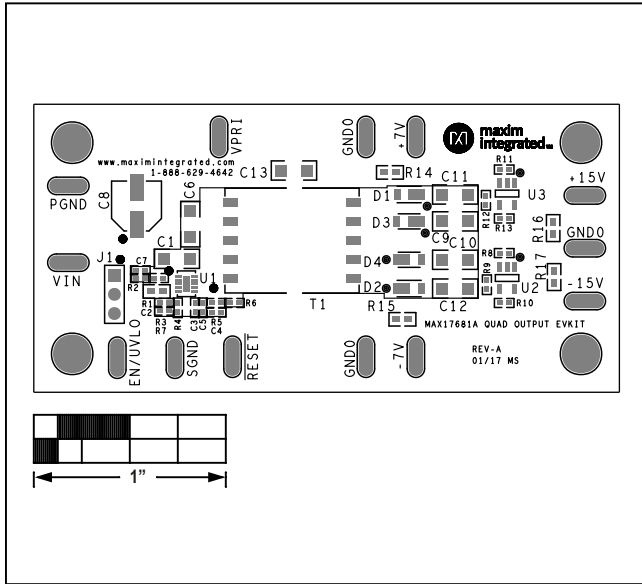 VPRI
GND0
+7V
maxim
integrated™
www.maximintegrated.com
1-888-629-4642
C13
R14
C11
R11
+15V
PGND
C8
C6
D1
U3
D3
R12
R13
R16
C9
GND0
C1
C10
R8
VIN
J1
C7
R2
U1
D4
R9
R17
D2
U2
-15V
R1
C2
R3
R7
R4
C3
C5
R5
C4
R6
T1
R15
C12
R10
MAX17681A QUAD OUTPUT EVKIT
REV-A
01/17 MS
EN/UVLO
SGND
RESET
GND0
-7V
1"